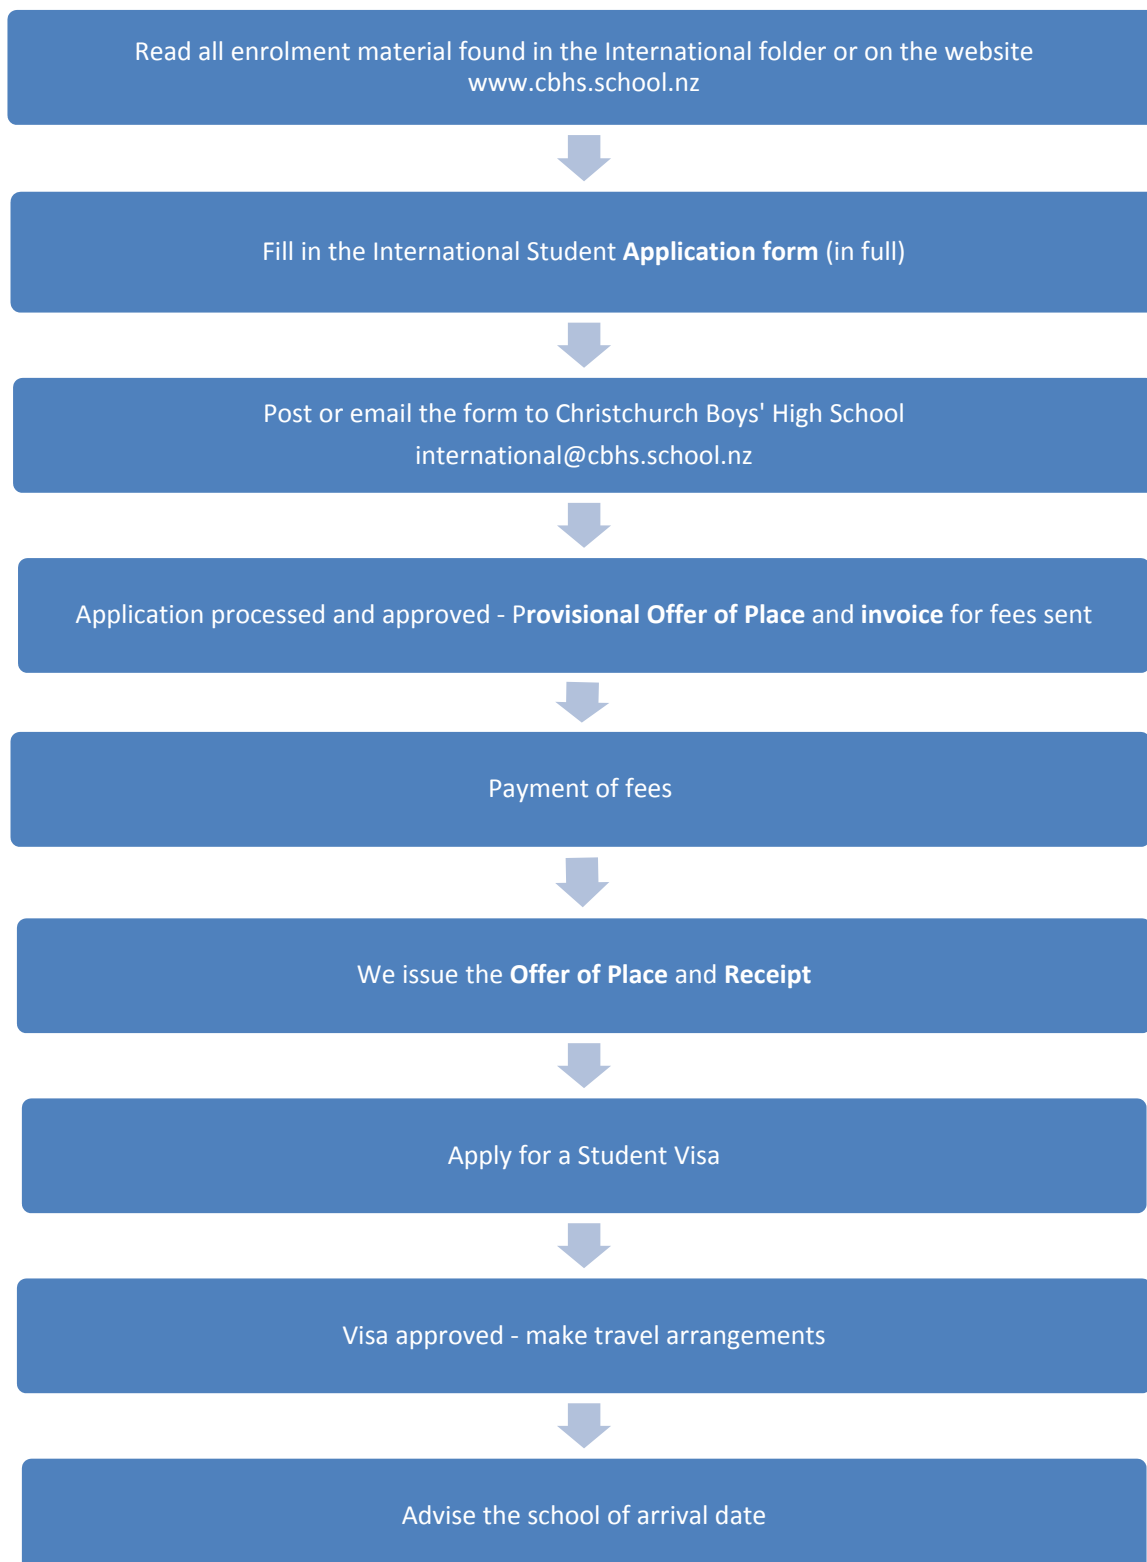 Read all enrolment material found in the International folder or on the website
www.cbhs.school.nz
Fill in the International Student Application form (in full)
Post or email the form to Christchurch Boys' High School
international@cbhs.school.nz
Application processed and approved - Provisional Offer of Place and invoice for fees sent
Payment of fees
We issue the Offer of Place and Receipt
Apply for a Student Visa
Visa approved - make travel arrangements
Advise the school of arrival date